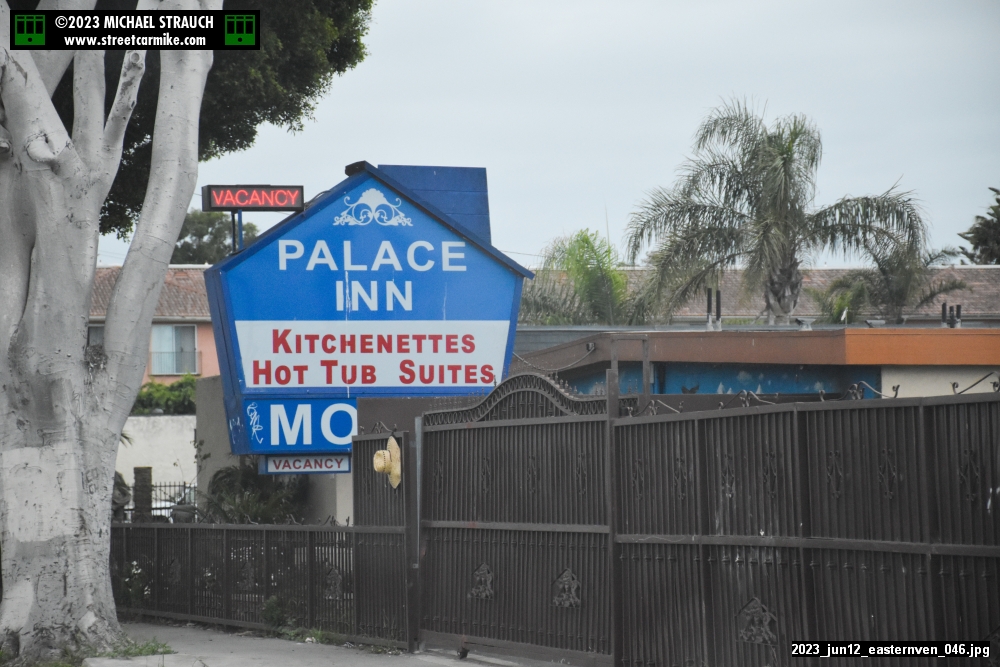 ©2023 MICHAEL STRAUCH
www.streetcarmike.com
VACANCY
PALACE
INN
KITCHENETTES
HOT TUB SUITES
MO
VACANCY
2023_jun12_easternven_046.jpg